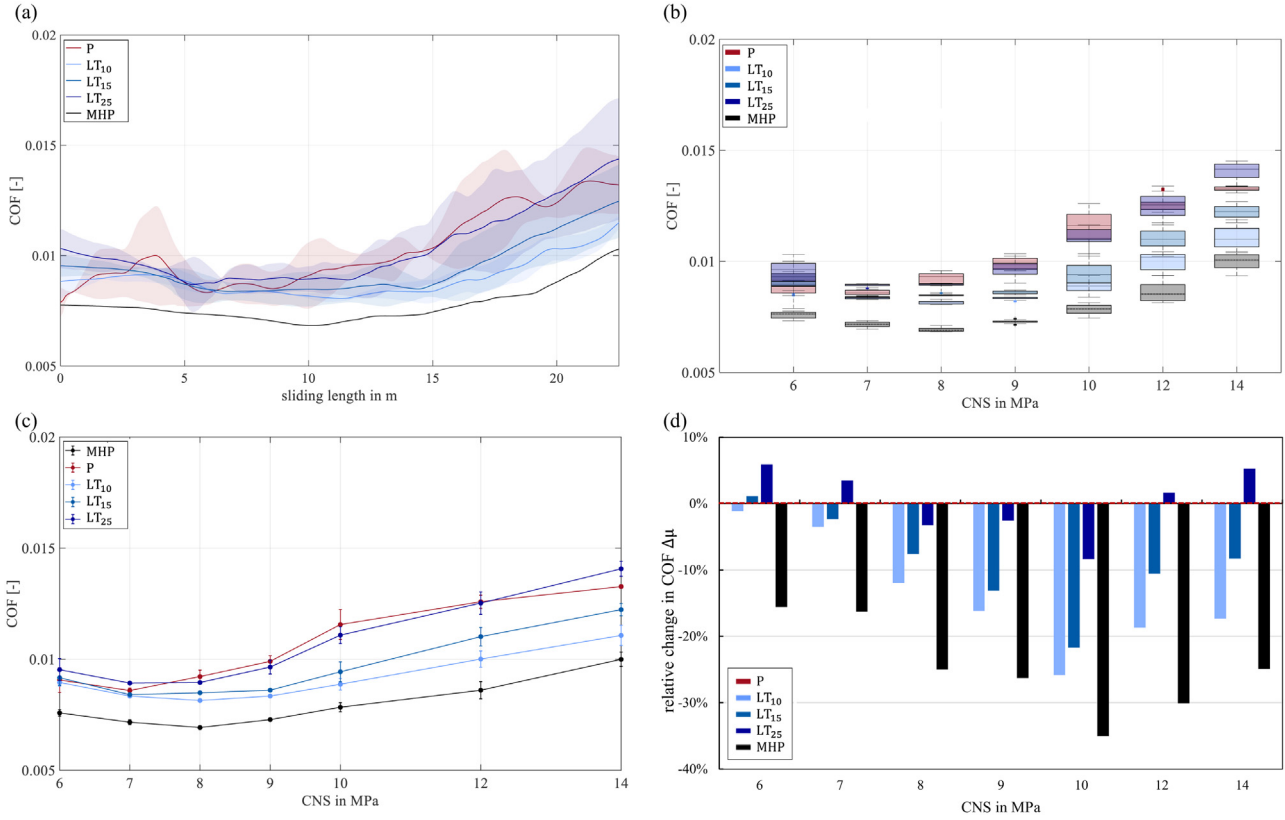 (a)
0.02
0.015
0.01
0.005
COF [-]
P
LT₁₀
LT₁₅
LT₂₅
MHP
0
5
10
15
20
sliding length in m
(b)
0.02
0.015
0.01
0.005
COF [-]
P
LT₁₀
LT₁₅
LT₂₅
MHP
6
7
8
9
10
12
14
CNS in MPa
(c)
0.02
0.015
0.01
0.005
COF [-]
MHP
P
LT₁₀
LT₁₅
LT₂₅
6
7
8
9
10
12
14
CNS in MPa
(d)
10%
0%
-10%
-20%
-30%
-40%
relative change in COF Δμ
P
LT₁₀
LT₁₅
LT₂₅
MHP
6
7
8
9
10
12
14
CNS in MPa